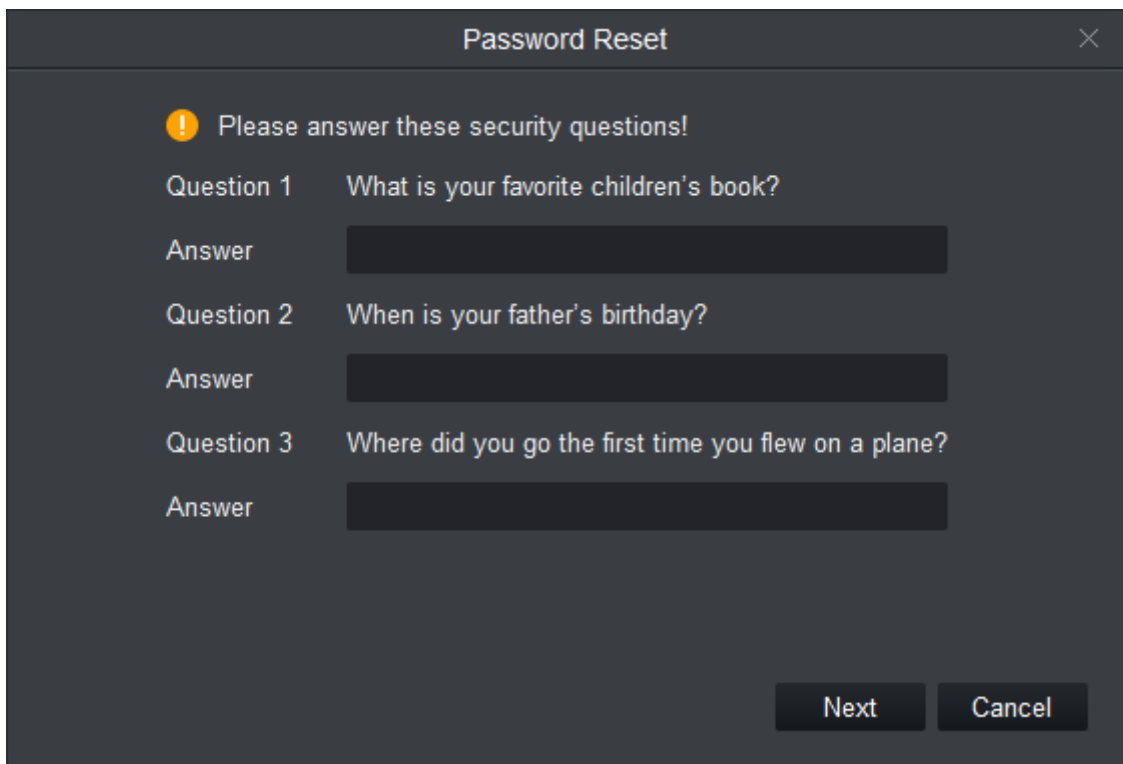 Password Reset
Please answer these security questions!
Question 1 What is your favorite children's book?
Answer
Question 2 When is your father's birthday?
Answer
Question 3 Where did you go the first time you flew on a plane?
Answer
Next Cancel